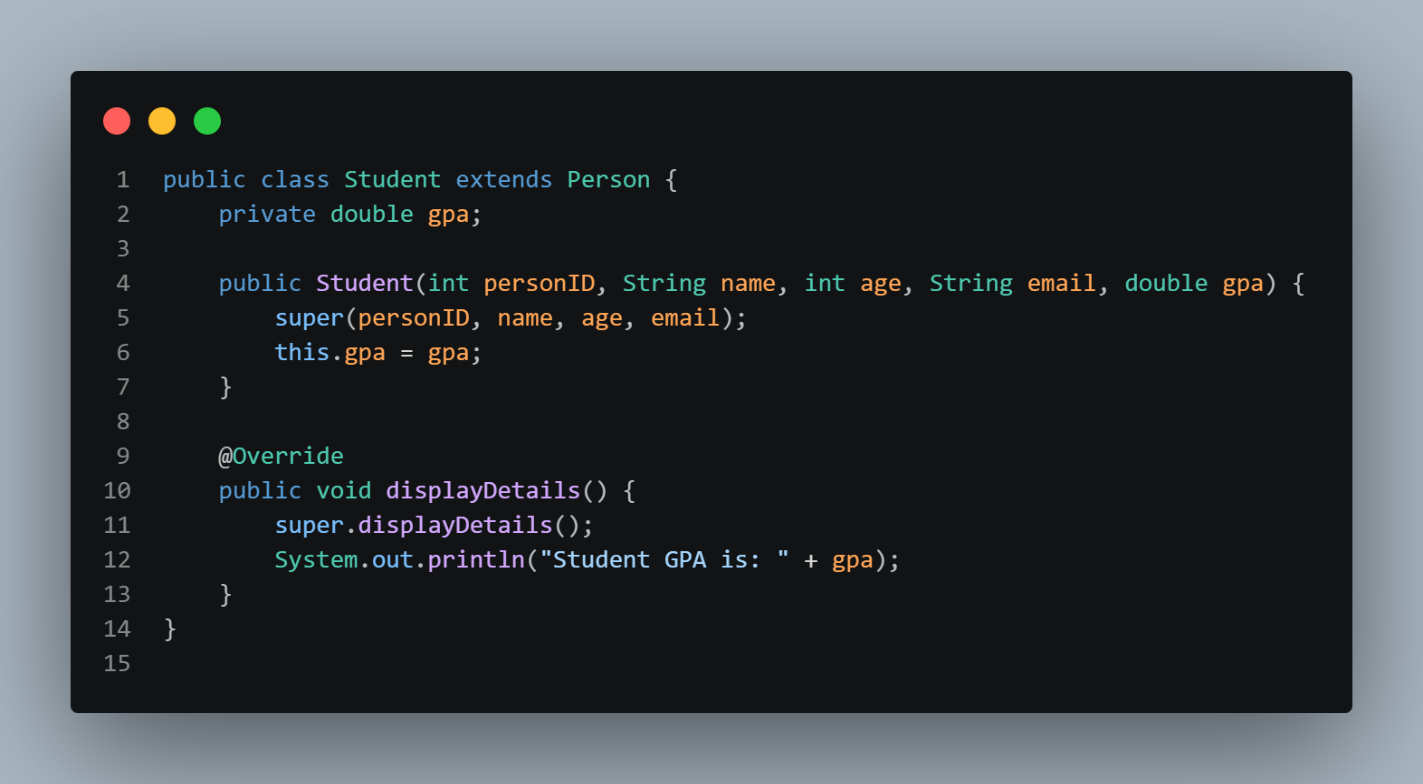 1 public class Student extends Person {
2     private double gpa;
3
4     public Student(int personID, String name, int age, String email, double gpa) {
5         super(personID, name, age, email);
6         this.gpa = gpa;
7     }
8
9     @Override
10     public void displayDetails() {
11         super.displayDetails();
12         System.out.println("Student GPA is: " + gpa);
13     }
14 }
15